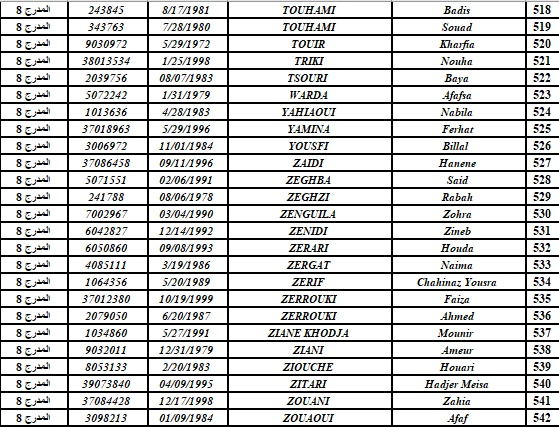 المدرج 8 243845 8/17/1981 TOUHAMI Badis 518
المدرج 8 343763 7/28/1980 TOUHAMI Souad 519
المدرج 8 9030972 5/29/1972 TOUIR Kharfia 520
المدرج 8 38013534 1/25/1998 TRIKI Nouha 521
المدرج 8 2039756 08/07/1983 TSOURI Baya 522
المدرج 8 5072242 1/31/1979 WARDA Afafsa 523
المدرج 8 1013636 4/28/1983 YAHIAOUI Nabila 524
المدرج 8 37018963 5/29/1996 YAMINA Ferhat 525
المدرج 8 3006972 11/01/1984 YOUSFI Billal 526
المدرج 8 37086458 09/11/1996 ZAIDI Hanene 527
المدرج 8 5071551 02/06/1991 ZEGHBA Said 528
المدرج 8 241788 08/06/1978 ZEGHZI Rabah 529
المدرج 8 7002967 03/04/1990 ZENGUILA Zohra 530
المدرج 8 6042827 12/14/1992 ZENIDI Zineb 531
المدرج 8 6050860 09/08/1993 ZERARI Houda 532
المدرج 8 4085111 3/19/1986 ZERGAT Naima 533
المدرج 8 1064356 5/20/1989 ZERIF Chahinaz Yousra 534
المدرج 8 37012380 10/19/1999 ZERROUKI Faiza 535
المدرج 8 2079050 6/20/1987 ZERROUKI Ahmed 536
المدرج 8 1034860 5/27/1991 ZIANE KHODJA Mounir 537
المدرج 8 9032011 12/31/1979 ZIANI Ameur 538
المدرج 8 8053133 2/20/1983 ZIOUCHE Houari 539
المدرج 8 39073840 04/09/1995 ZITARI Hadjer Meisa 540
المدرج 8 37084428 12/17/1998 ZOUANI Zahia 541
المدرج 8 3098213 01/09/1984 ZOUAOUI Afaf 542